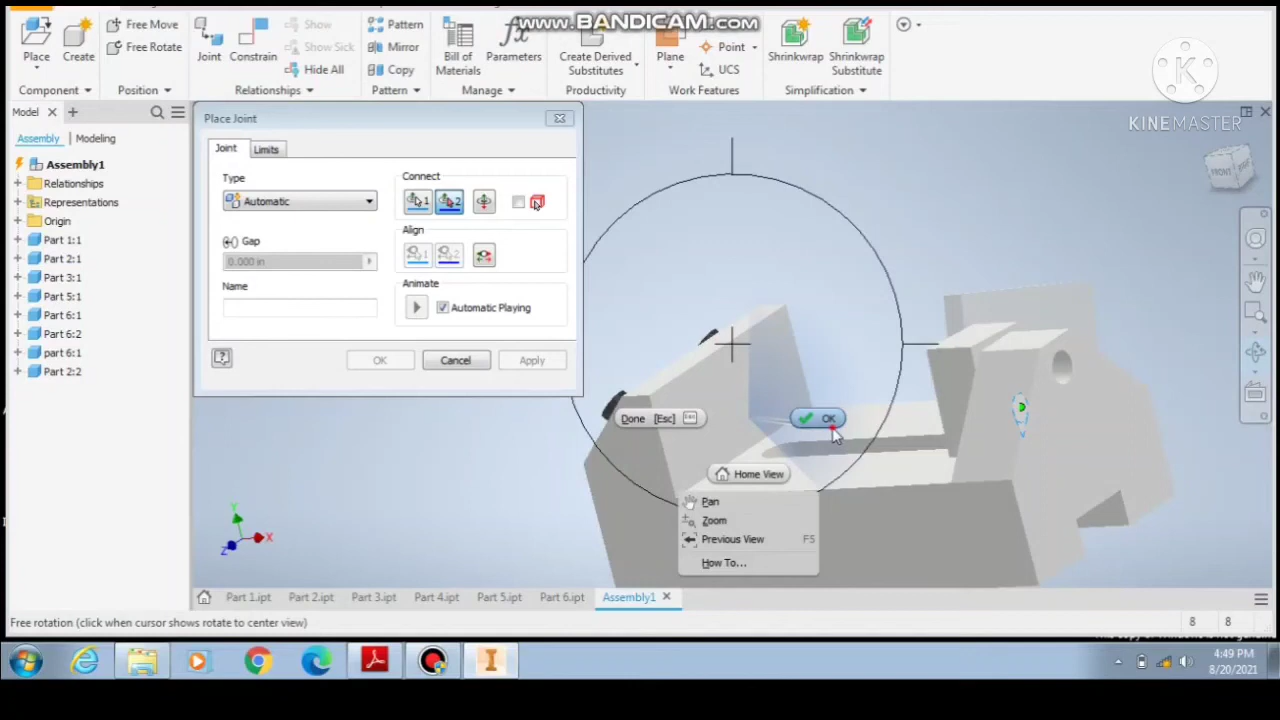 www.BANDICAM.com
K
KINEMASTER
Place
Create
Free Move
Free Rotate
Joint
Constrain
Show
Show Sick
Hide All
Pattern
Mirror
Copy
Bill of
Materials
fx
Parameters
Create Derived
Substitutes
Plane
Point
UCS
Shrinkwrap
Shrinkwrap
Substitute
Component
Position
Relationships
Pattern
Manage
Productivity
Work Features
Simplification
Model
Assembly
Modeling
Assembly1
Relationships
Representations
Origin
Part 1:1
Part 2:1
Part 3:1
Part 5:1
Part 6:1
Part 6:2
part 6:1
Part 2:2
Place Joint
Joint
Limits
Type
Automatic
Connect
1
2
Gap
0.000 in
Align
1
2
Name
Animate
Automatic Playing
OK
Cancel
Apply
FRONT
Done [Esc]
OK
Home View
Pan
Zoom
Previous View F5
How To...
Y
X
Z
Part 1.ipt
Part 2.ipt
Part 3.ipt
Part 4.ipt
Part 5.ipt
Part 6.ipt
Assembly1
Free rotation (click when cursor shows rotate to center view)
8
8
4:49 PM
8/20/2021